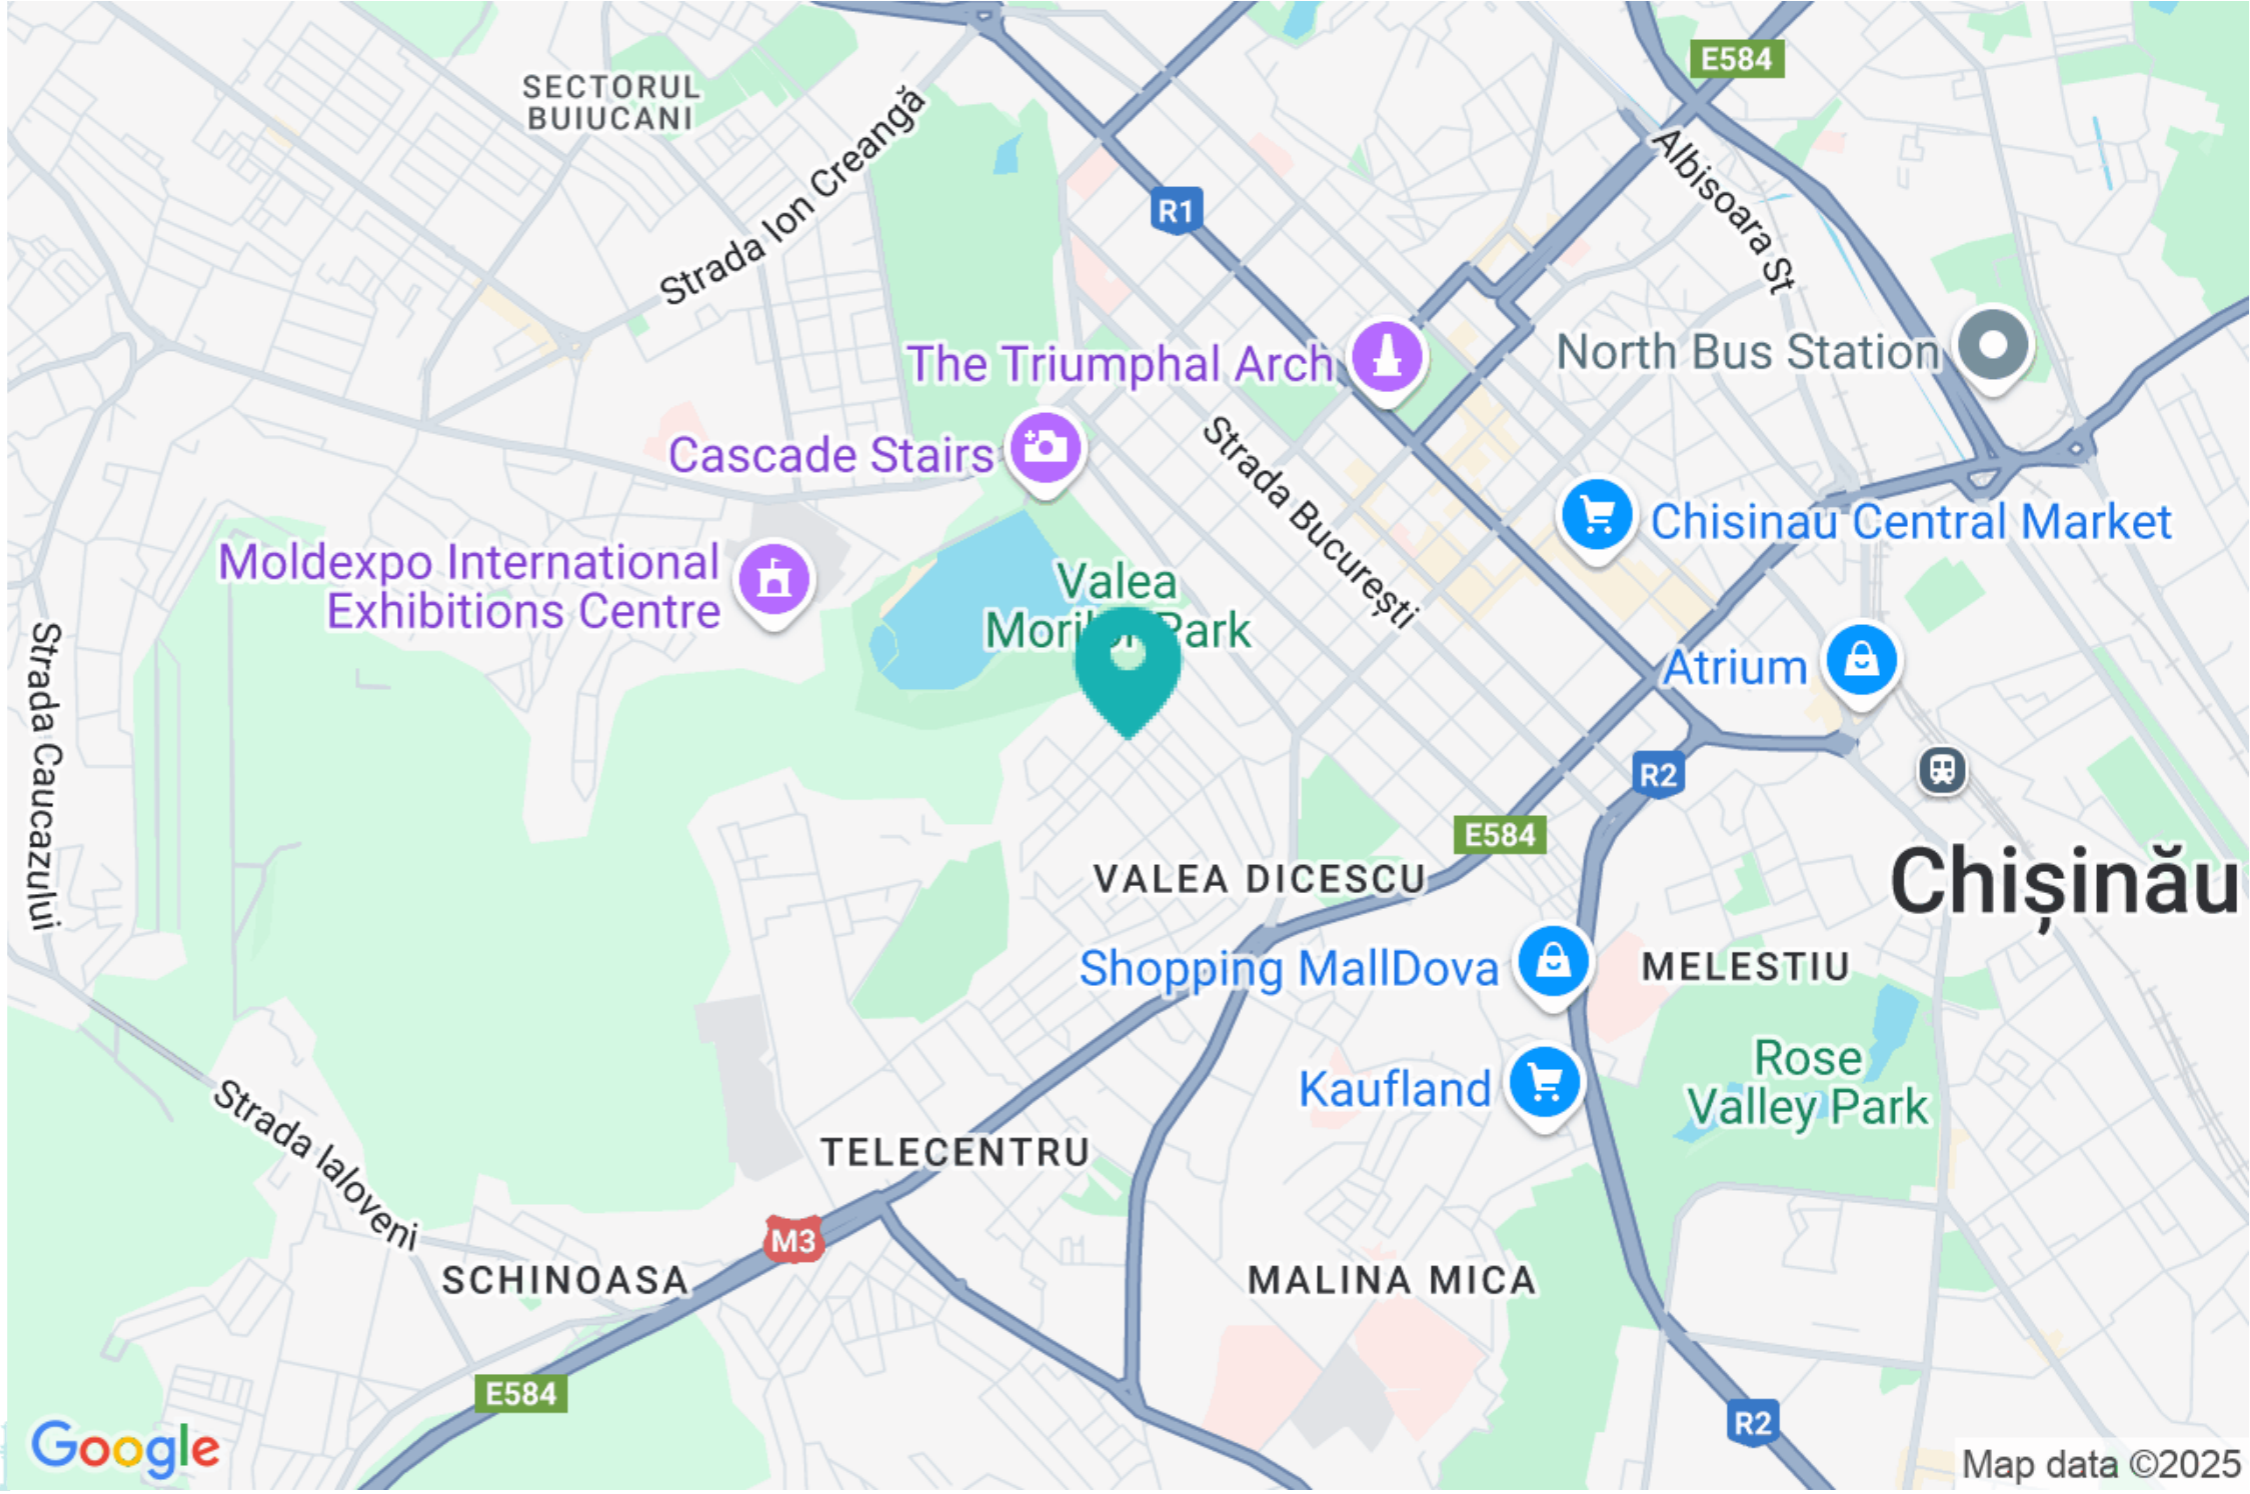 E584
SECTORUL
BUIUCANI
Strada Ion Creangă
Albisoara St
R1
The Triumphal Arch
North Bus Station
Cascade Stairs
Strada București
Chisinau Central Market
Moldexpo International
Exhibitions Centre
Valea
Morilor Park
Strada Caucazului
Atrium
R2
E584
VALEA DICESCU
Chișinău
Shopping MallDova
MELESTIU
Kaufland
Rose
Valley Park
Strada Ialoveni
TELECENTRU
M3
SCHINOASA
MALINA MICA
E584
R2
Google
Map data ©2025